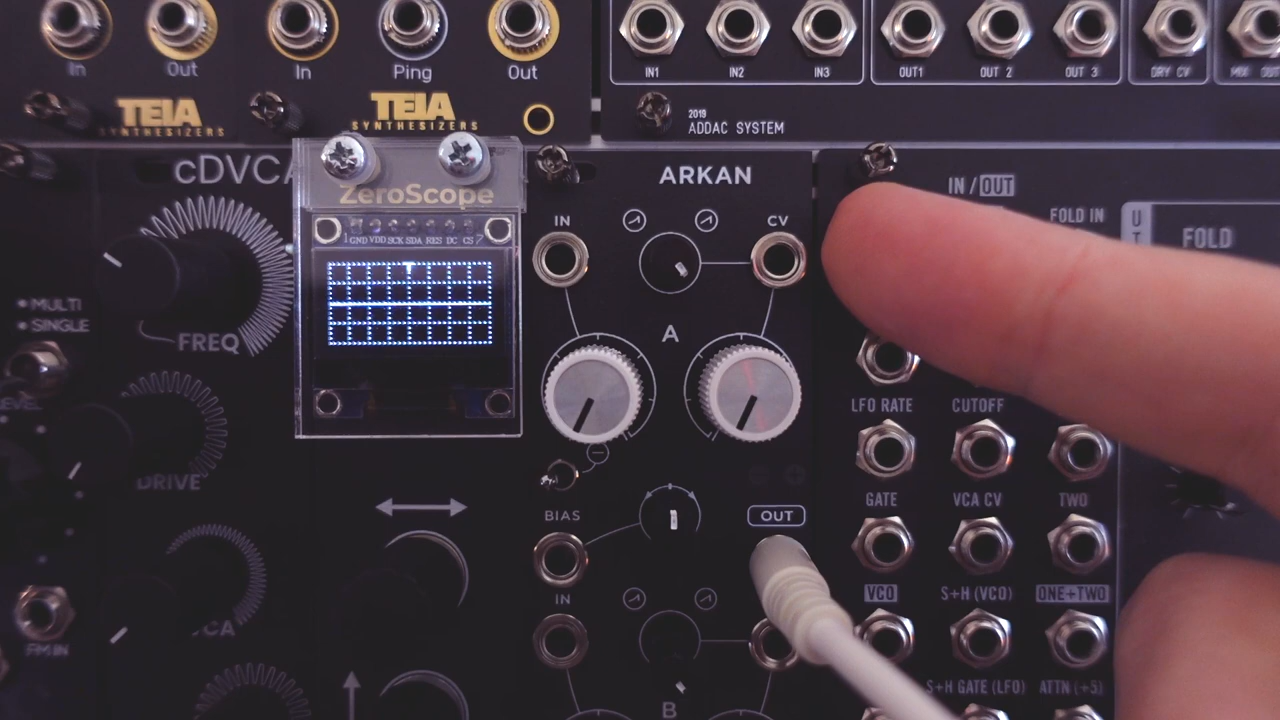 In
Out
In
Ping
Out
IN1
IN2
IN3
OUT1
OUT 2
OUT 3
DRY CV
TEIA
SYNTHESIZERS
TEIA
SYNTHESIZERS
2019
ADDAC SYSTEM
cDVCA
ZeroScope
1 GND VDD SCK SDA RES DC CS 7
ARKAN
IN
CV
A
IN / OUT
FOLD IN
FOLD
MULTI
SINGLE
FREQ
DRIVE
FM IN
BIAS
OUT
IN
B
LFO RATE
CUTOFF
GATE
VCA CV
TWO
VCO
S+H (VCO)
ONE+TWO
S+H GATE (LFO)
ATTN (+5)